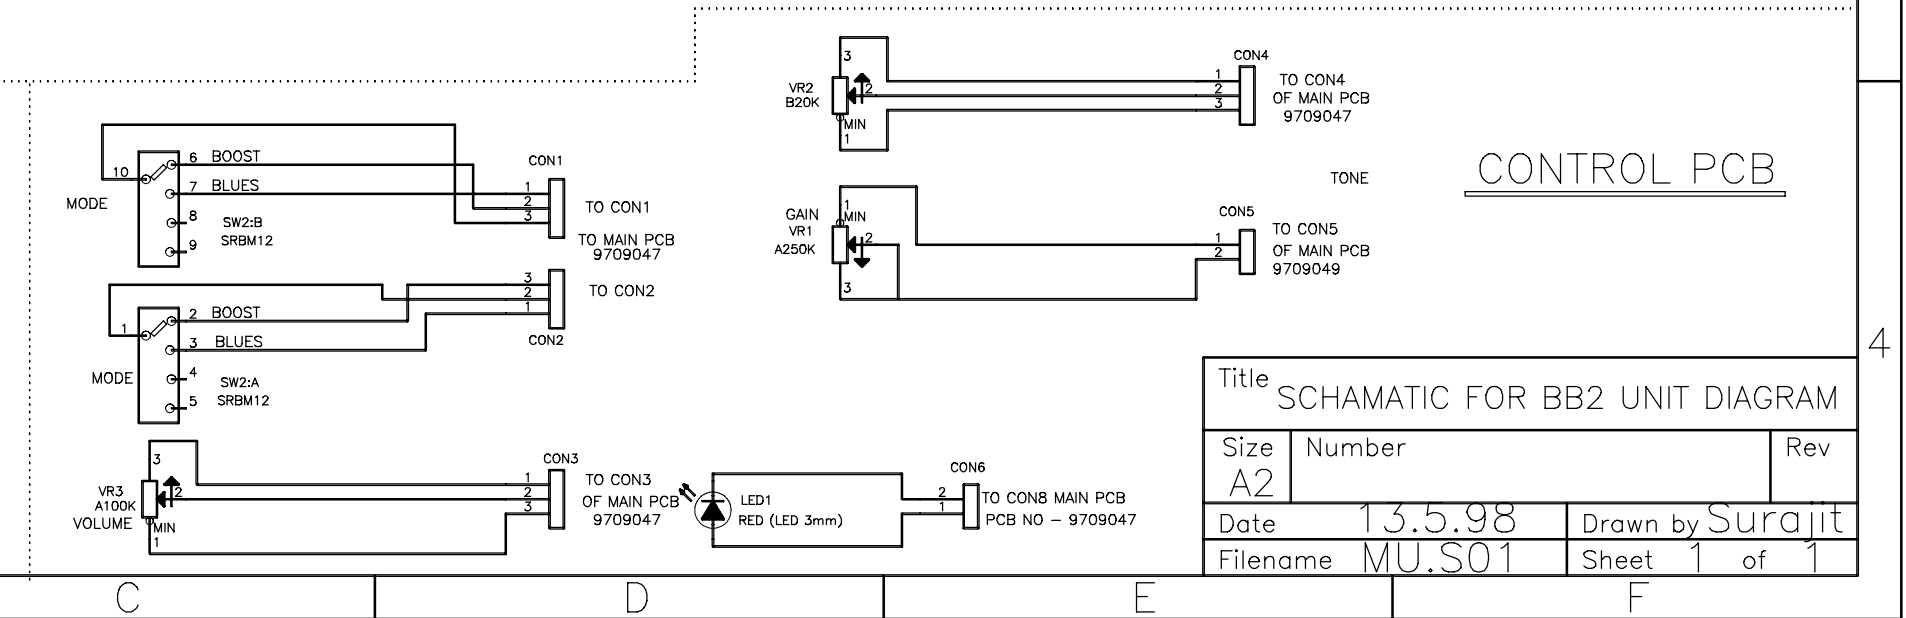 3
VR2
B20K
2
MIN
1
CON4
1
2
3
TO CON4
OF MAIN PCB
9709047
CONTROL PCB
TONE
10
6 BOOST
7 BLUES
8
9
MODE
SW2:B
SRBM12
CON1
1
2
3
TO CON1
TO MAIN PCB
9709047
1
MIN
GAIN
VR1
A250K
2
3
CON5
1
2
TO CON5
OF MAIN PCB
9709049
1
2 BOOST
3 BLUES
4
5
MODE
SW2:A
SRBM12
3
2
1
TO CON2
CON2
3
VR3
A100K
VOLUME
2
MIN
1
CON3
1
2
3
TO CON3
OF MAIN PCB
9709047
LED1
RED (LED 3mm)
CON6
2
1
TO CON8 MAIN PCB
PCB NO - 9709047
4
Title SCHAMATIC FOR BB2 UNIT DIAGRAM
Size A2
Number
Rev
Date 13.5.98
Drawn by Surajit
Filename MU.S01
Sheet 1 of 1
C D E F